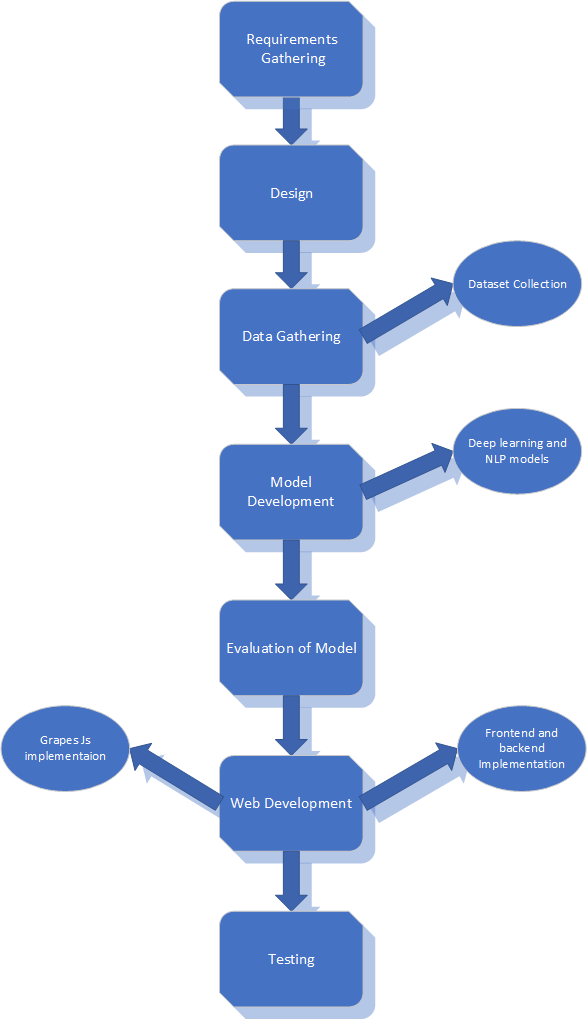 Requirements
Gathering
Design
Dataset Collection
Data Gathering
Deep learning and
NLP models
Model
Development
Evaluation of Model
Grapes Js
implementaion
Frontend and
backend
Implementation
Web Development
Testing